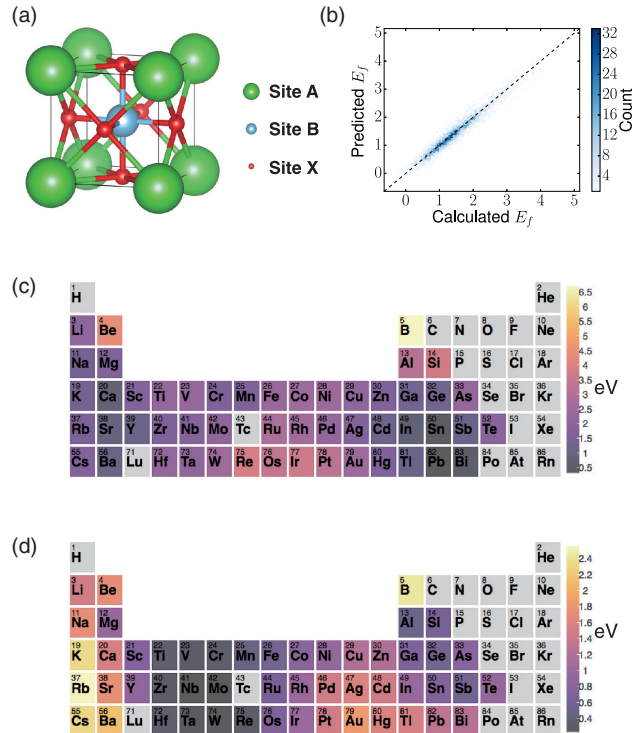 (a)
Site A
Site B
Site X
(b)
Predicted E_f
5
4
3
2
1
0
0 1 2 3 4 5
Calculated E_f
32
28
24
20
16
12
8
4
1
Count
(c)
1 H 2 He
3 Li 4 Be 5 B 6 C 7 N 8 O 9 F 10 Ne
11 Na 12 Mg 13 Al 14 Si 15 P 16 S 17 Cl 18 Ar
19 K 20 Ca 21 Sc 22 Ti 23 V 24 Cr 25 Mn 26 Fe 27 Co 28 Ni 29 Cu 30 Zn 31 Ga 32 Ge 33 As 34 Se 35 Br 36 Kr
37 Rb 38 Sr 39 Y 40 Zr 41 Nb 42 Mo 43 Tc 44 Ru 45 Rh 46 Pd 47 Ag 48 Cd 49 In 50 Sn 51 Sb 52 Te 53 I 54 Xe
55 Cs 56 Ba 71 Lu 72 Hf 73 Ta 74 W 75 Re 76 Os 77 Ir 78 Pt 79 Au 80 Hg 81 Tl 82 Pb 83 Bi 84 Po 85 At 86 Rn
6.5
5.5
4.5
3.5
2.5
1.5
0.5
eV
(d)
1 H 2 He
3 Li 4 Be 5 B 6 C 7 N 8 O 9 F 10 Ne
11 Na 12 Mg 13 Al 14 Si 15 P 16 S 17 Cl 18 Ar
19 K 20 Ca 21 Sc 22 Ti 23 V 24 Cr 25 Mn 26 Fe 27 Co 28 Ni 29 Cu 30 Zn 31 Ga 32 Ge 33 As 34 Se 35 Br 36 Kr
37 Rb 38 Sr 39 Y 40 Zr 41 Nb 42 Mo 43 Tc 44 Ru 45 Rh 46 Pd 47 Ag 48 Cd 49 In 50 Sn 51 Sb 52 Te 53 I 54 Xe
55 Cs 56 Ba 71 Lu 72 Hf 73 Ta 74 W 75 Re 76 Os 77 Ir 78 Pt 79 Au 80 Hg 81 Tl 82 Pb 83 Bi 84 Po 85 At 86 Rn
2.4
2
1.6
1.2
0.8
0.4
eV